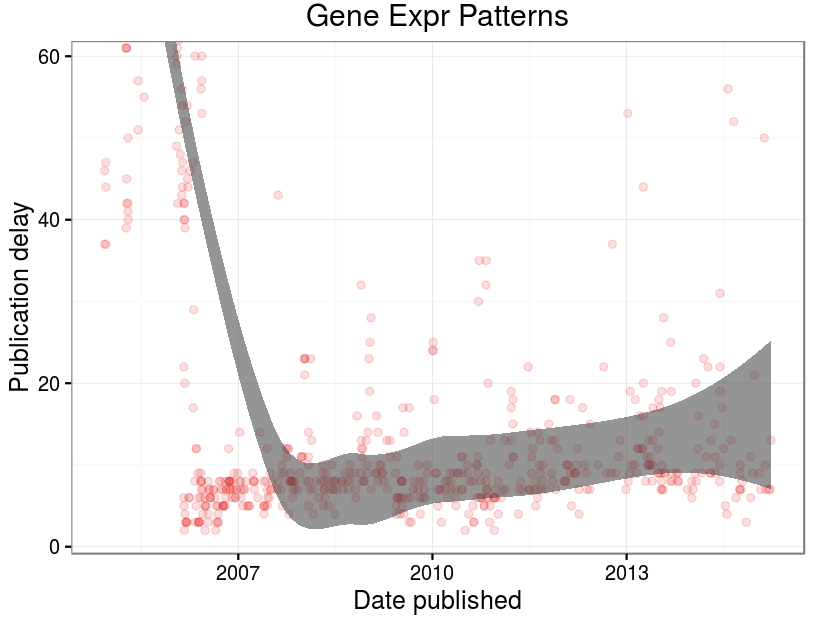 Gene Expr Patterns
Publication delay
60
40
20
0
2007 2010 2013
Date published